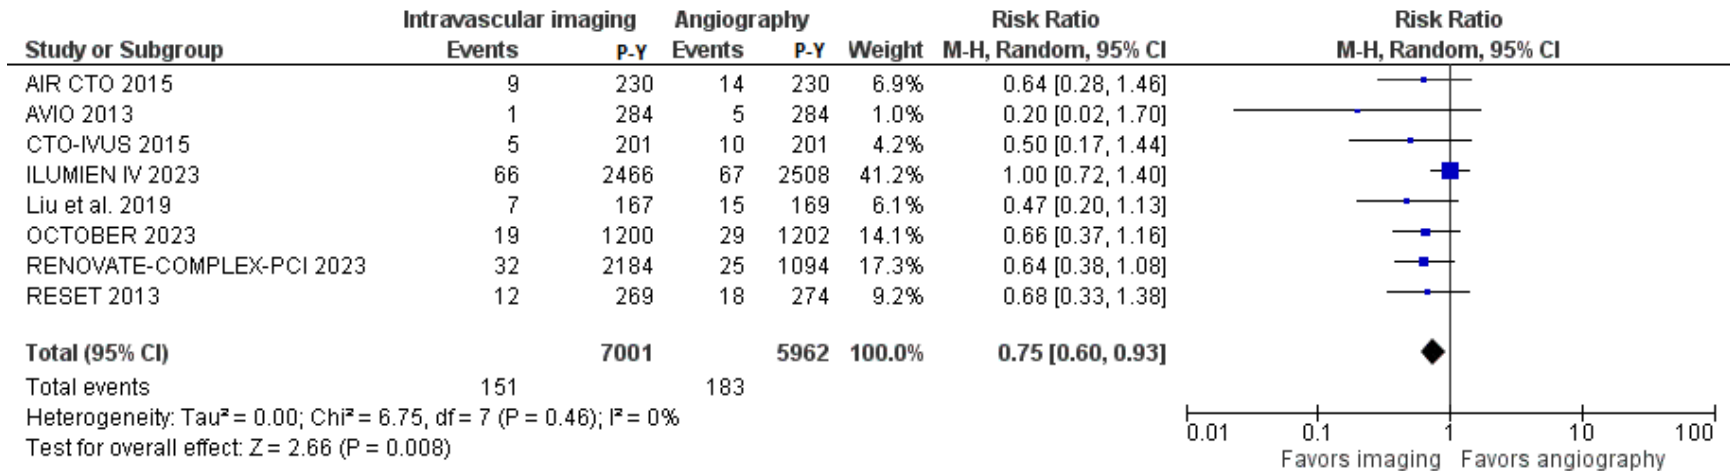 Intravascular imaging Angiography Risk Ratio Risk Ratio
Study or Subgroup Events P-Y Events P-Y Weight M-H, Random, 95% CI M-H, Random, 95% CI
AIR CTO 2015 9 230 14 230 6.9% 0.64 [0.28, 1.46]
AVIO 2013 1 284 5 284 1.0% 0.20 [0.02, 1.70]
CTO-IVUS 2015 5 201 10 201 4.2% 0.50 [0.17, 1.44]
ILUMIEN IV 2023 66 2466 67 2508 41.2% 1.00 [0.72, 1.40]
Liu et al. 2019 7 167 15 169 6.1% 0.47 [0.20, 1.13]
OCTOBER 2023 19 1200 29 1202 14.1% 0.66 [0.37, 1.16]
RENOVATE-COMPLEX-PCI 2023 32 2184 25 1094 17.3% 0.64 [0.38, 1.08]
RESET 2013 12 269 18 274 9.2% 0.68 [0.33, 1.38]
Total (95% CI) 7001 5962 100.0% 0.75 [0.60, 0.93]
Total events 151 183
Heterogeneity: Tau² = 0.00; Chi² = 6.75, df = 7 (P = 0.46); I² = 0%
Test for overall effect: Z = 2.66 (P = 0.008)
0.01 0.1 1 10 100
Favors imaging Favors angiography